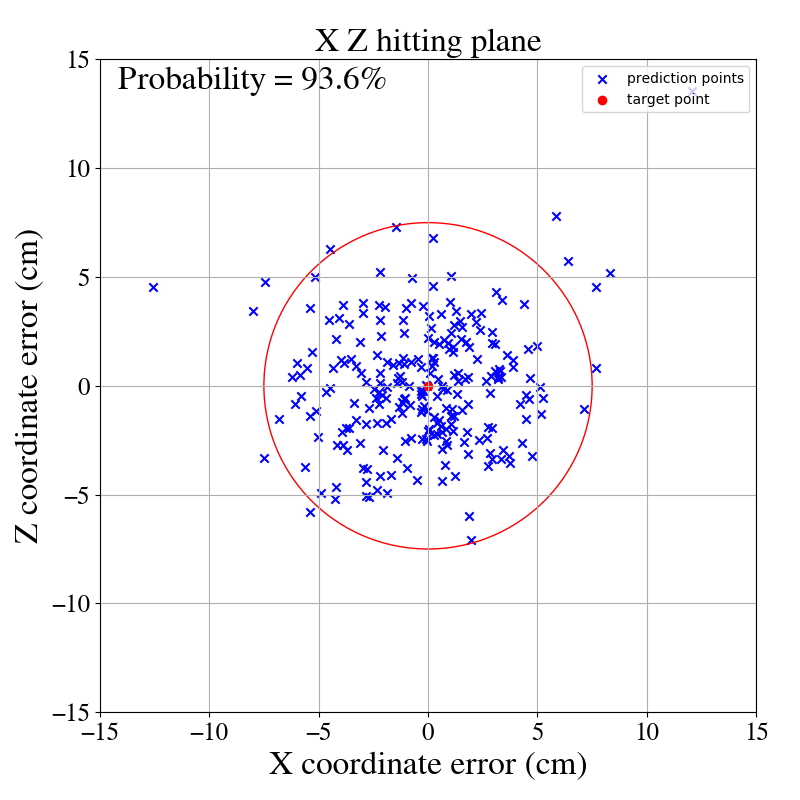 X Z hitting plane
Probability = 93.6%
prediction points
target point
Z coordinate error (cm)
15
10
5
0
−5
−10
−15
−15 −10 −5 0 5 10 15
X coordinate error (cm)